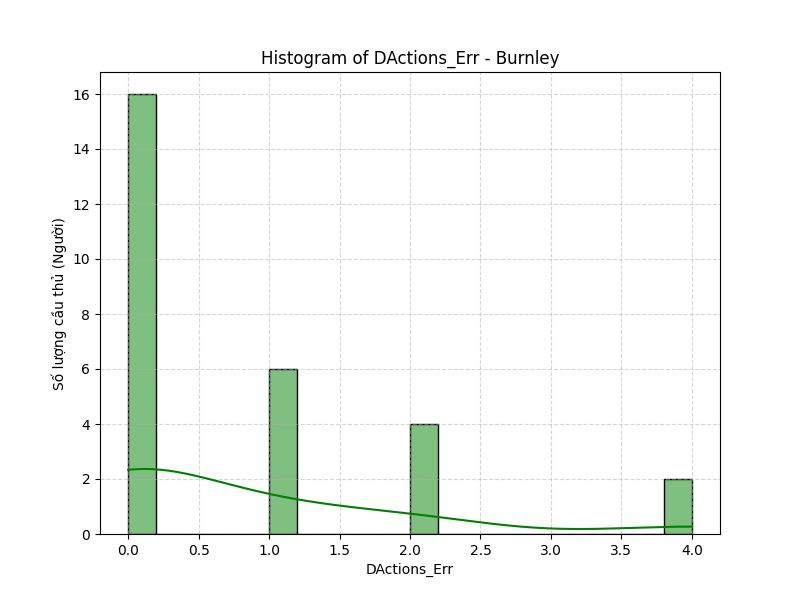 Histogram of DActions_Err - Burnley
Số lượng cầu thủ (Người)
16
14
12
10
8
6
4
2
0
0.0 0.5 1.0 1.5 2.0 2.5 3.0 3.5 4.0
DActions_Err